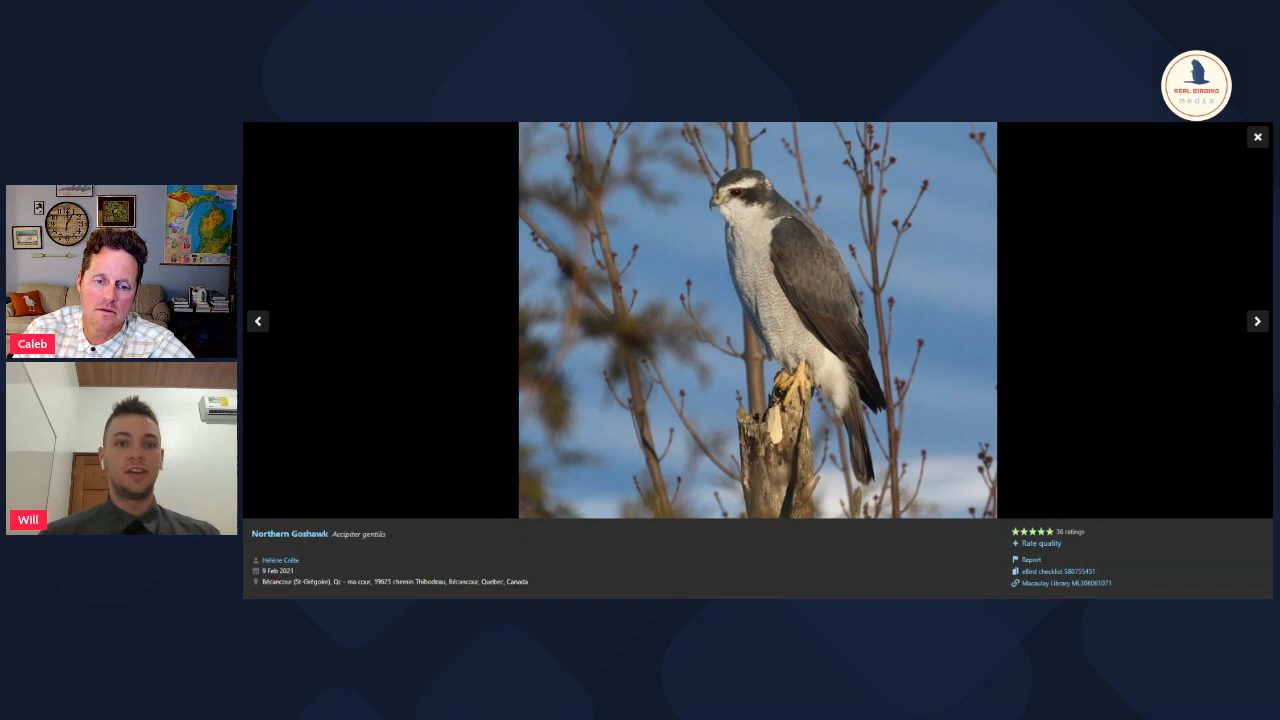 REAL BIRDING
media
Caleb
Will
Northern Goshawk Accipiter gentilis
Hélène Crête
9 Feb 2021
Bécancour (St-Grégoire), Qc - ma cour, 19625 chemin Thibodeau, Bécancour, Quebec, Canada
36 ratings
Rate quality
Report
eBird checklist S80755451
Macaulay Library ML306061071